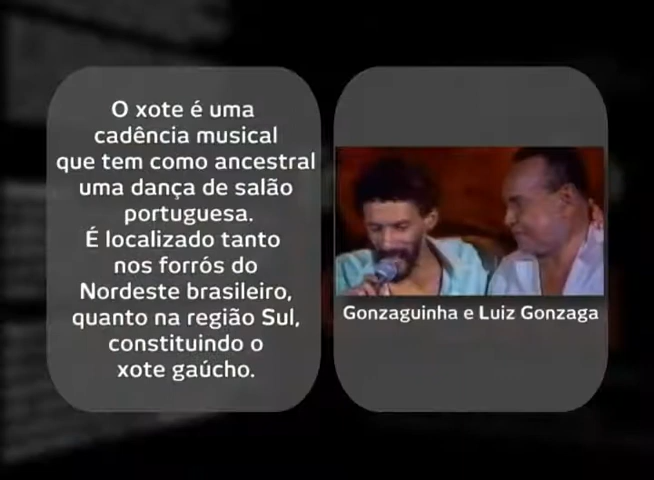 O xote é uma
cadência musical
que tem como ancestral
uma dança de salão
portuguesa.
É localizado tanto
nos forrós do
Nordeste brasileiro,
quanto na região Sul,
constituindo o
xote gaúcho.
Gonzaguinha e Luiz Gonzaga